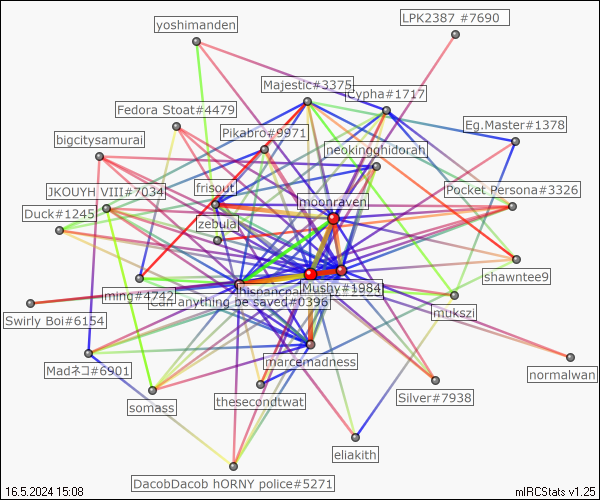 LPK2387 #7690
yoshimanden
Majestic#3375
Cypha#1717
Fedora Stoat#4479
Eg.Master#1378
Pikabro#9971
bigcitysamurai
neokingghidorah
JKOUYH VIII#7034
frisout
Pocket Persona#3326
moonraven
Duck#1245
zebula
shawntee9
Mushy#1984
ming#4742
anything be saved#0396
mukszi
Swirly Boi#6154
marcemadness
Madネコ#6901
normalwan
Silver#7938
thesecondtwat
somass
eliakith
DacobDacob hORNY police#5271
16.5.2024 15:08
mIRCStats v1.25